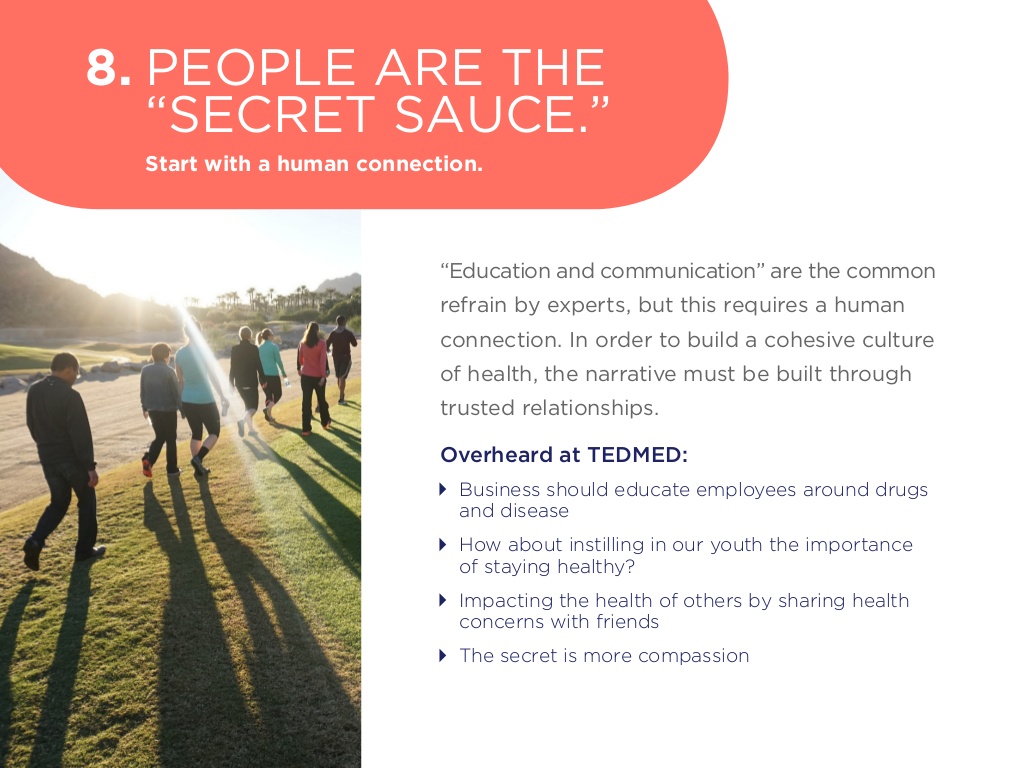 8. PEOPLE ARE THE
“SECRET SAUCE.”
Start with a human connection.
“Education and communication” are the common
refrain by experts, but this requires a human
connection. In order to build a cohesive culture
of health, the narrative must be built through
trusted relationships.
Overheard at TEDMED:
Business should educate employees around drugs
and disease
How about instilling in our youth the importance
of staying healthy?
Impacting the health of others by sharing health
concerns with friends
The secret is more compassion